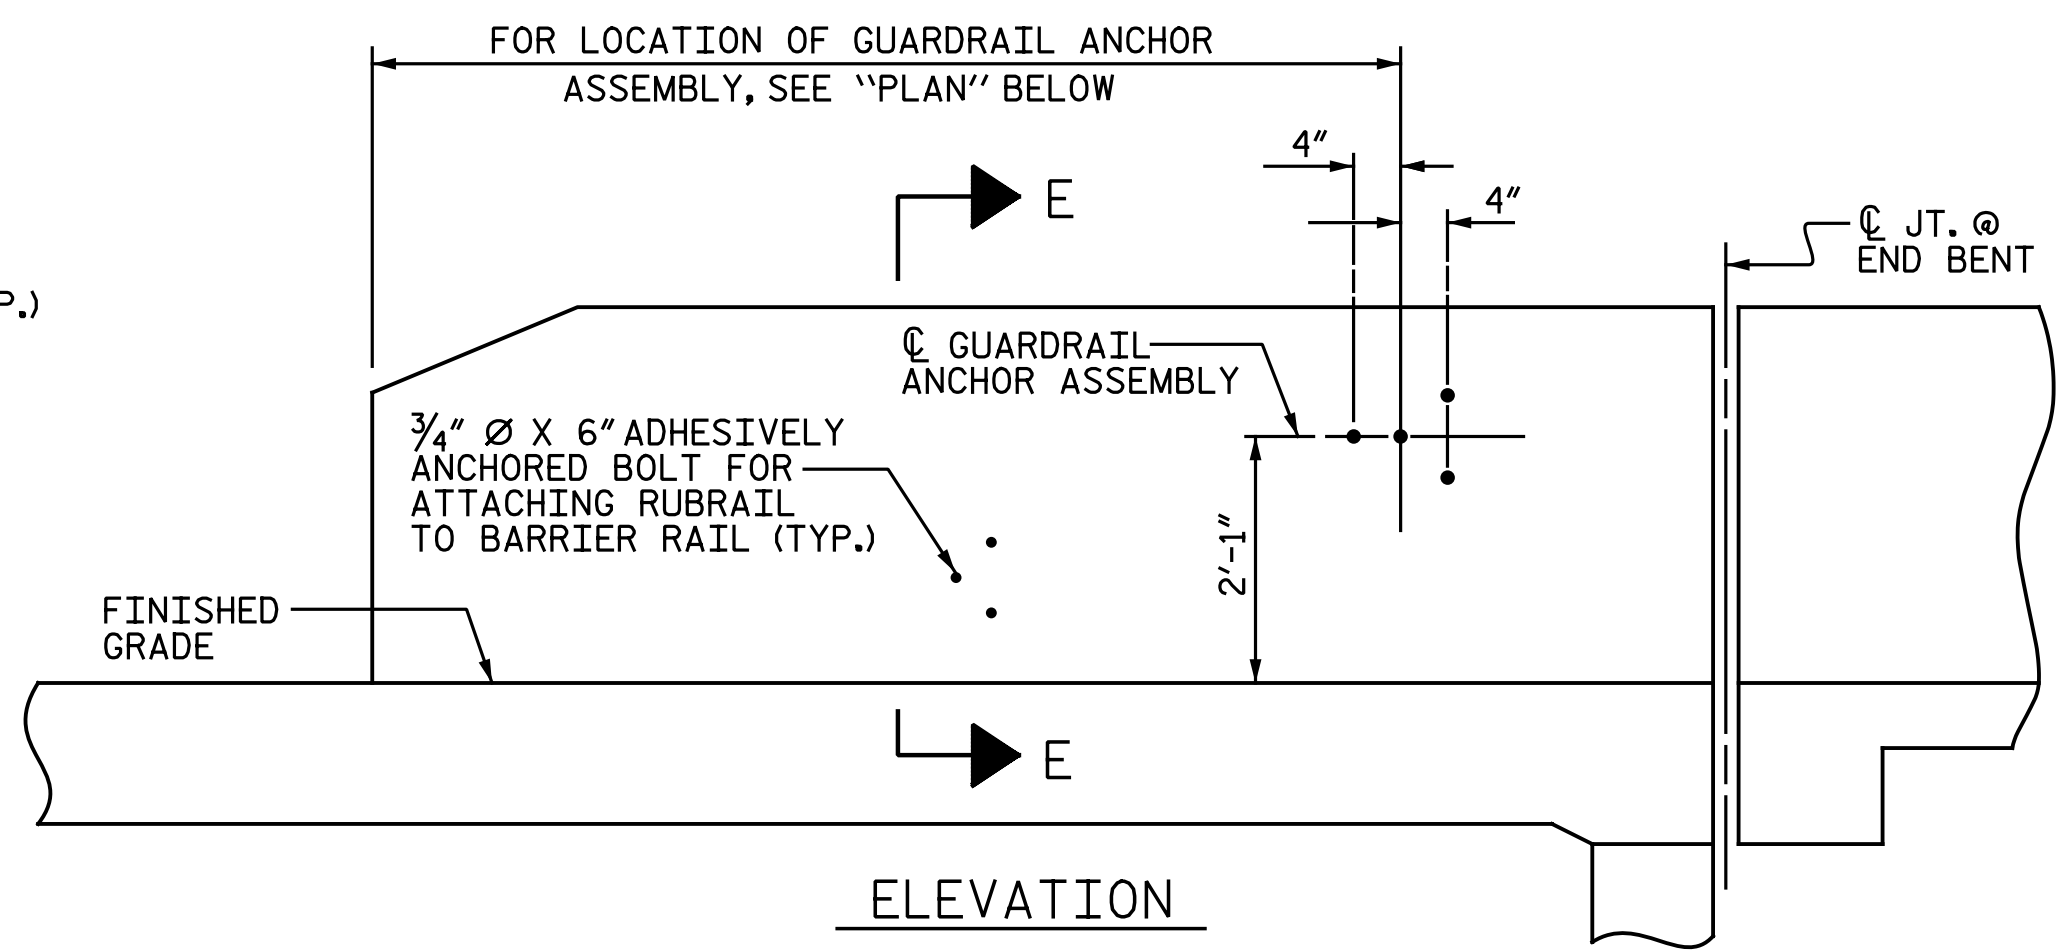 FOR LOCATION OF GUARDRAIL ANCHOR
ASSEMBLY, SEE "PLAN" BELOW
4"
E
4"
℄ JT. @
END BENT
P.)
℄ GUARDRAIL
ANCHOR ASSEMBLY
3/4" Ø X 6" ADHESIVELY
ANCHORED BOLT FOR
ATTACHING RUBRAIL
TO BARRIER RAIL (TYP.)
2'-1"
FINISHED
GRADE
E
ELEVATION